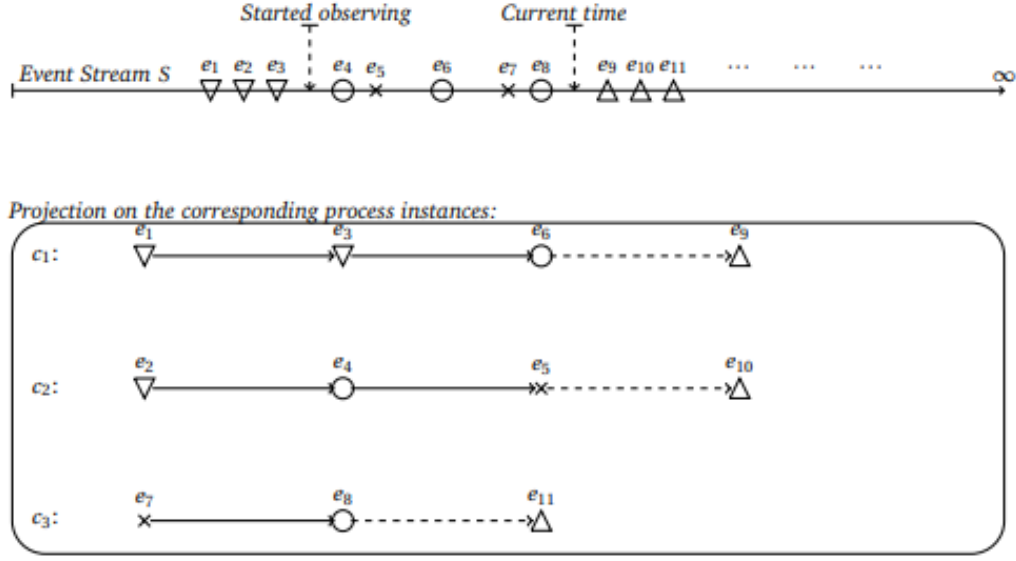 Started observing Current time
Event Stream S e₁ e₂ e₃ e₄ e₅ e₆ e₇ e₈ e₉ e₁₀ e₁₁ ... ... ... ∞
Projection on the corresponding process instances:
e₁ e₃ e₆ e₉
c₁:
e₂ e₄ e₅ e₁₀
c₂:
e₇ e₈ e₁₁
c₃: